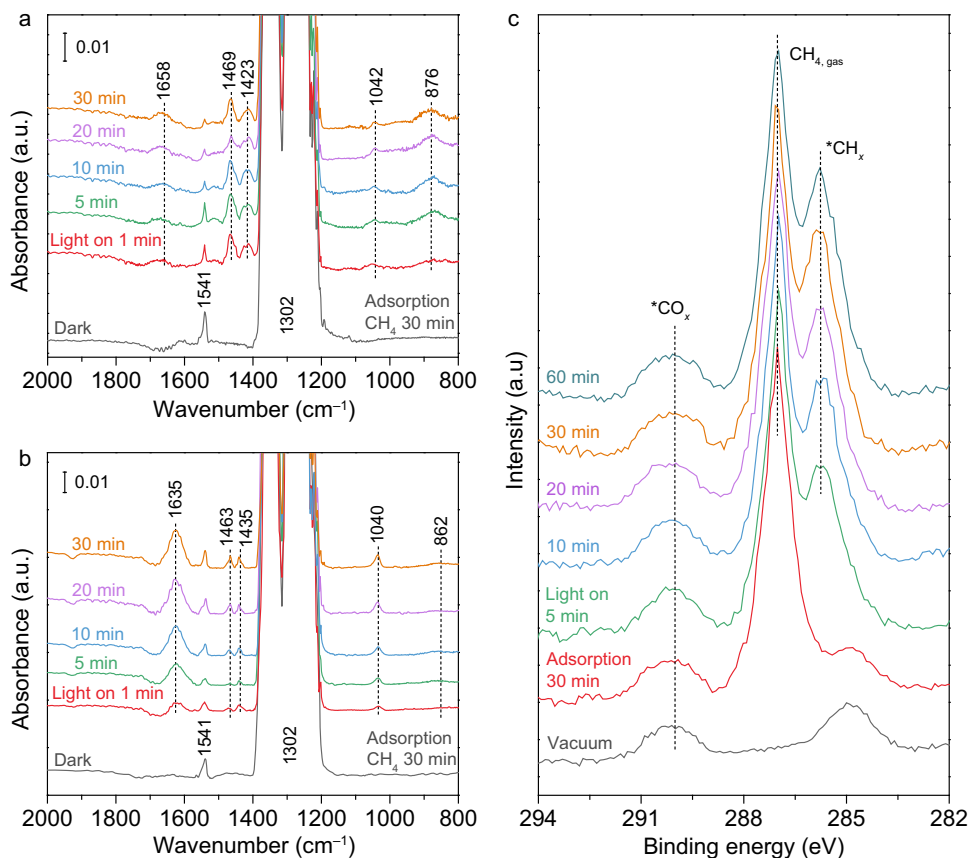 a
0.01
1658
1469
1423
1042
876
30 min
20 min
10 min
5 min
Light on 1 min
1541
1302
Dark
Adsorption
CH₄ 30 min
2000 1800 1600 1400 1200 1000 800
Wavenumber (cm⁻¹)
Absorbance (a.u.)
b
0.01
1635
1463
1435
1040
862
30 min
20 min
10 min
5 min
Light on 1 min
1541
1302
Dark
Adsorption
CH₄ 30 min
2000 1800 1600 1400 1200 1000 800
Wavenumber (cm⁻¹)
Absorbance (a.u.)
c
CH₄, gas
*CHₓ
*COₓ
60 min
30 min
20 min
10 min
Light on
5 min
Adsorption
30 min
Vacuum
294 291 288 285 282
Binding energy (eV)
Intensity (a.u)